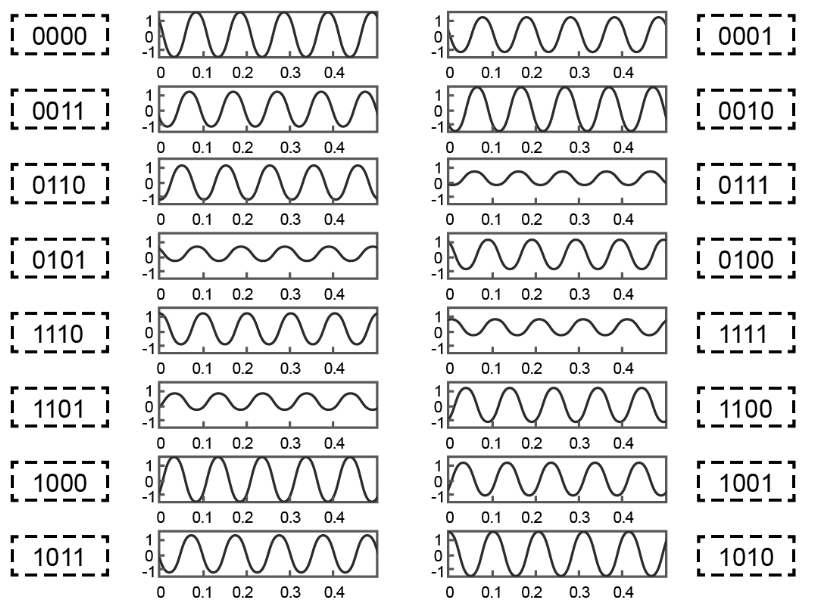 0000 1 0 -1 0 0.1 0.2 0.3 0.4
1 0 -1 0 0.1 0.2 0.3 0.4 0001
0011 1 0 -1 0 0.1 0.2 0.3 0.4
1 0 -1 0 0.1 0.2 0.3 0.4 0010
0110 1 0 -1 0 0.1 0.2 0.3 0.4
1 0 -1 0 0.1 0.2 0.3 0.4 0111
0101 1 0 -1 0 0.1 0.2 0.3 0.4
1 0 -1 0 0.1 0.2 0.3 0.4 0100
1110 1 0 -1 0 0.1 0.2 0.3 0.4
1 0 -1 0 0.1 0.2 0.3 0.4 1111
1101 1 0 -1 0 0.1 0.2 0.3 0.4
1 0 -1 0 0.1 0.2 0.3 0.4 1100
1000 1 0 -1 0 0.1 0.2 0.3 0.4
1 0 -1 0 0.1 0.2 0.3 0.4 1001
1011 1 0 -1 0 0.1 0.2 0.3 0.4
1 0 -1 0 0.1 0.2 0.3 0.4 1010